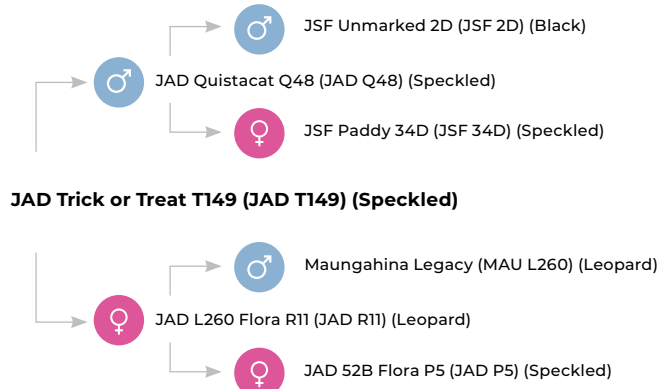 JSF Unmarked 2D (JSF 2D) (Black)
JAD Quistacat Q48 (JAD Q48) (Speckled)
JSF Paddy 34D (JSF 34D) (Speckled)
JAD Trick or Treat T149 (JAD T149) (Speckled)
Maungahina Legacy (MAU L260) (Leopard)
JAD L260 Flora R11 (JAD R11) (Leopard)
JAD 52B Flora P5 (JAD P5) (Speckled)